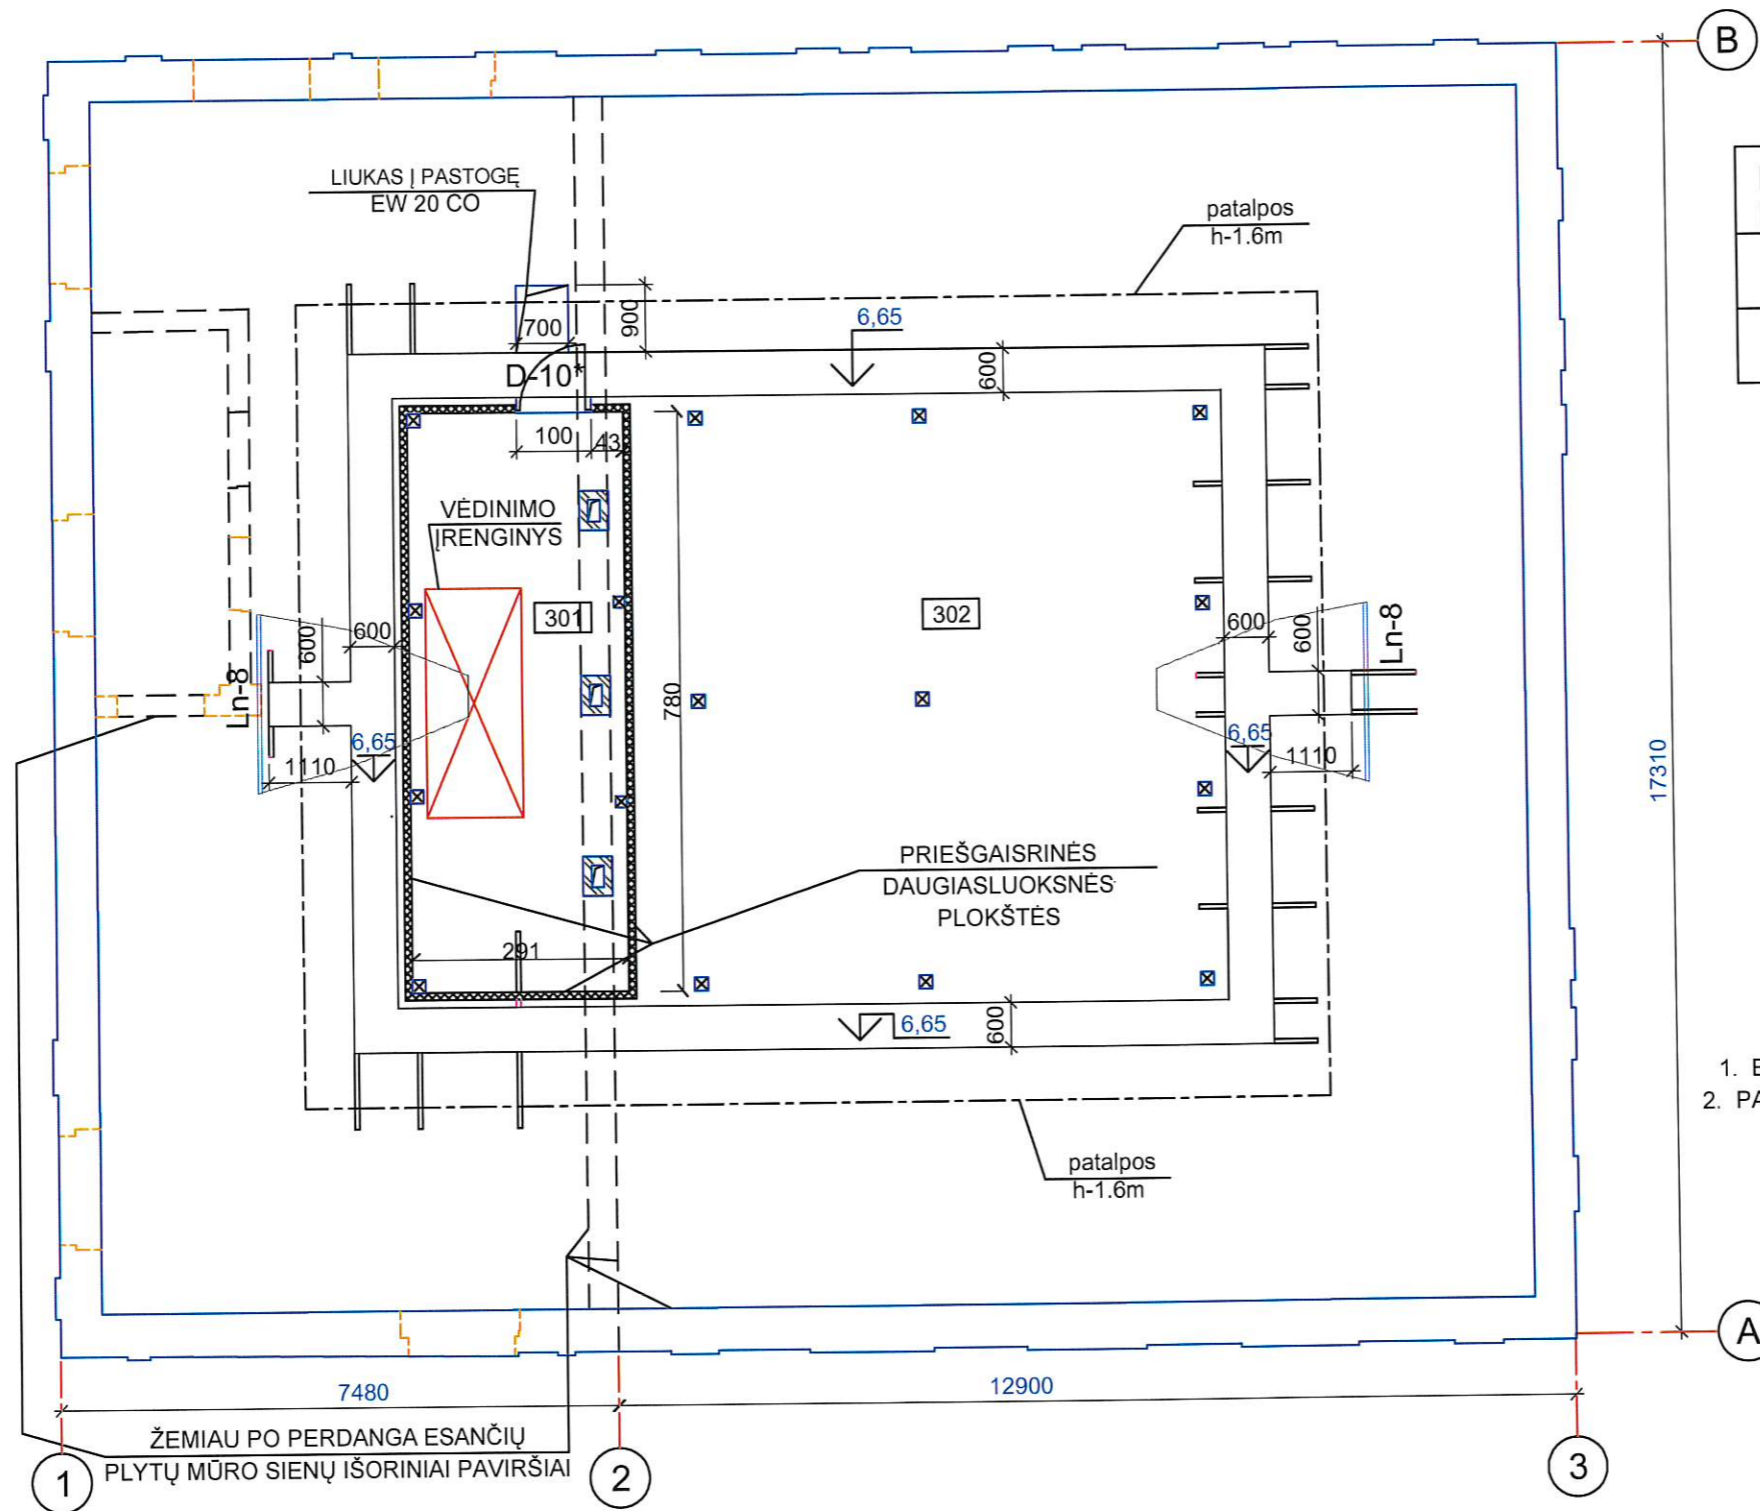 B
LIUKAS Į PASTOGĘ
EW 20 CO
patalpos
h-1.6m
700
900
6,65
600
D-10*
100
43
VĖDINIMO
ĮRENGINYS
301
302
780
600
600
Ln-8
6,65
1110
600
600
Ln-8
6,65
1110
17310
PRIEŠGAISRINĖS
DAUGIASLUOKSNĖS
PLOKŠTĖS
291
6,65
600
1.
2. PA
patalpos
h-1.6m
A
7480
12900
ŽEMIAU PO PERDANGA ESANČIŲ
PLYTŲ MŪRO SIENŲ IŠORINIAI PAVIRŠIAI
1
2
3